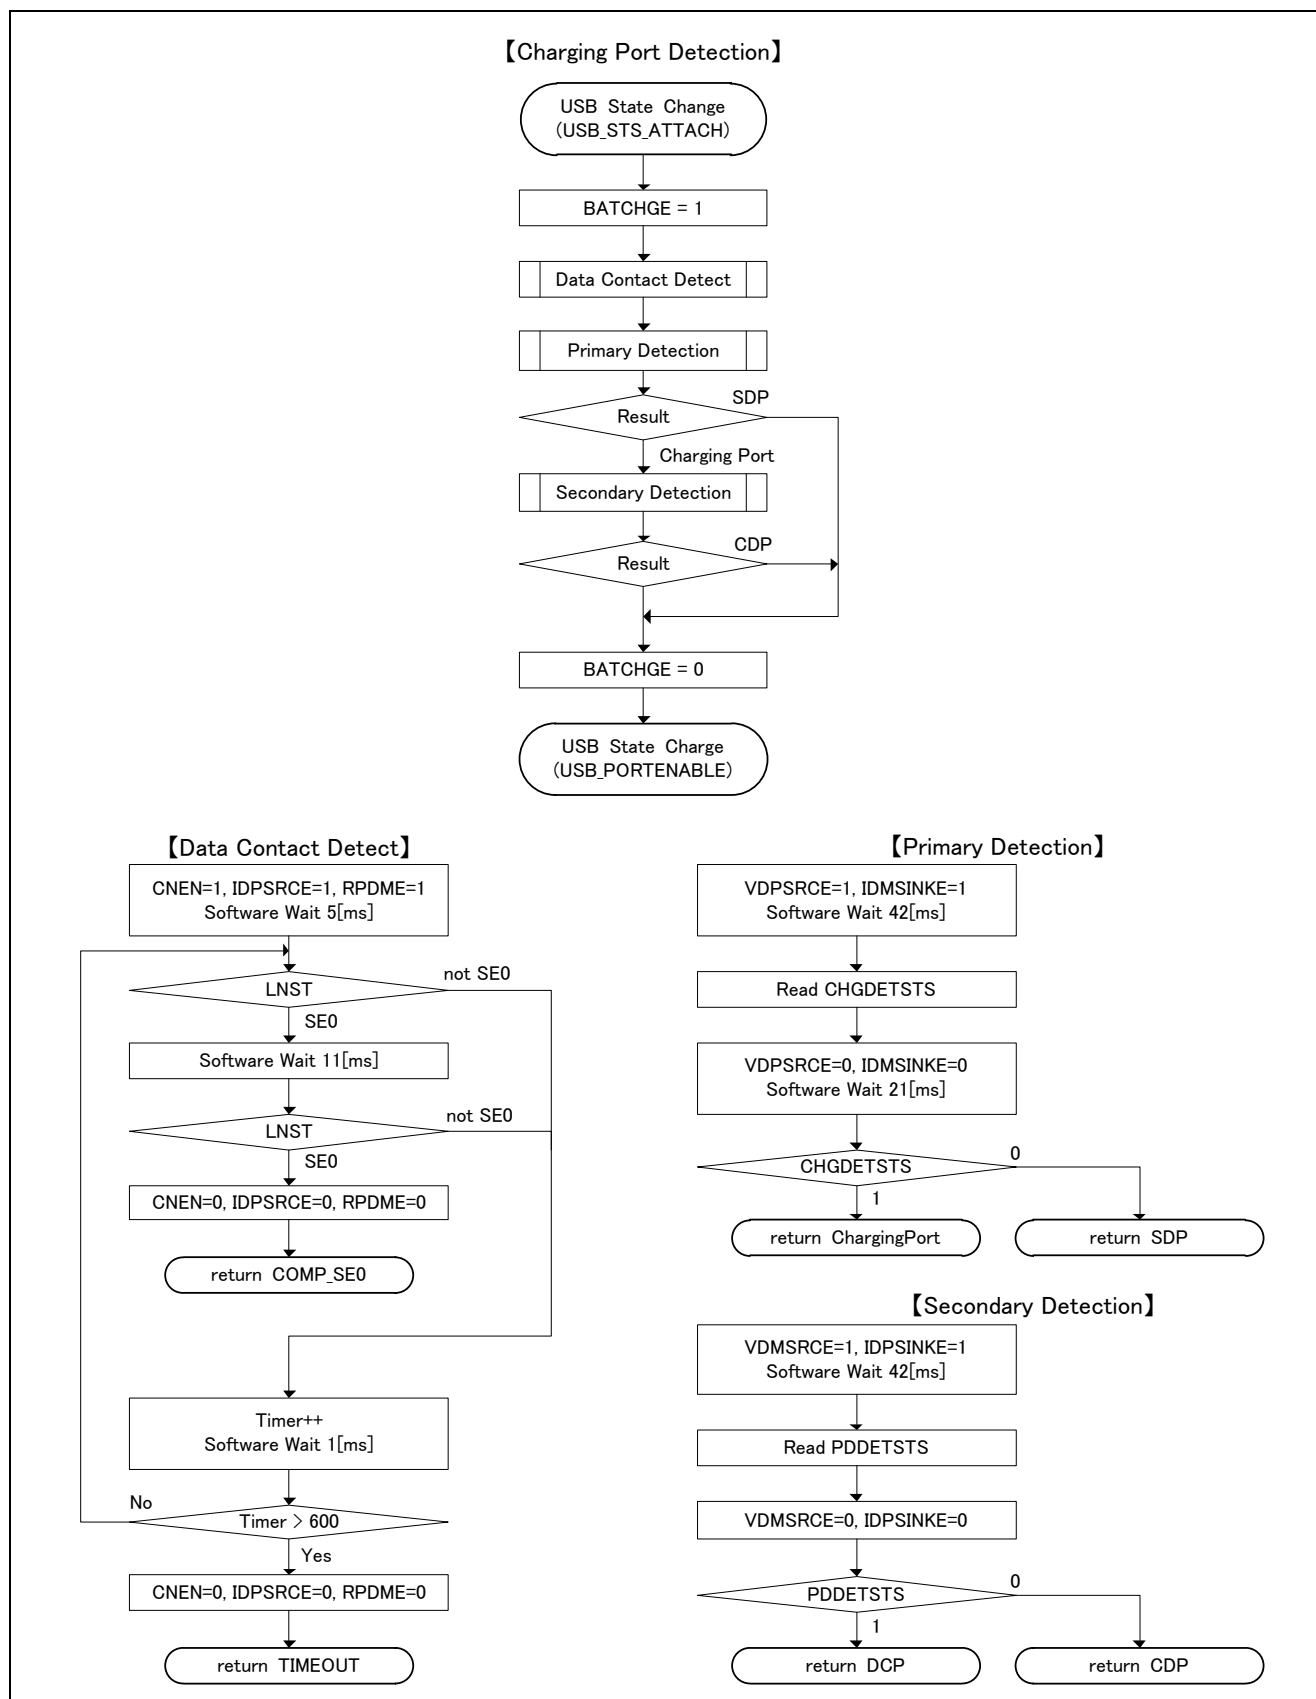 【Charging Port Detection】
USB State Change
(USB_STS_ATTACH)
BATCHGE = 1
Data Contact Detect
Primary Detection
SDP
Result
Charging Port
Secondary Detection
CDP
Result
BATCHGE = 0
USB State Charge
(USB_PORTENABLE)
【Data Contact Detect】
CNEN=1, IDPSRCE=1, RPDME=1
Software Wait 5[ms]
not SE0
LNST
SE0
Software Wait 11[ms]
not SE0
LNST
SE0
CNEN=0, IDPSRCE=0, RPDME=0
return COMP_SE0
Timer++
Software Wait 1[ms]
No
Timer > 600
Yes
CNEN=0, IDPSRCE=0, RPDME=0
return TIMEOUT
【Primary Detection】
VDPSRCE=1, IDMSINKE=1
Software Wait 42[ms]
Read CHGDETSTS
VDPSRCE=0, IDMSINKE=0
Software Wait 21[ms]
0
CHGDETSTS
1
return ChargingPort
return SDP
【Secondary Detection】
VDMSRCE=1, IDPSINKE=1
Software Wait 42[ms]
Read PDDETSTS
VDMSRCE=0, IDPSINKE=0
0
PDDETSTS
1
return DCP
return CDP